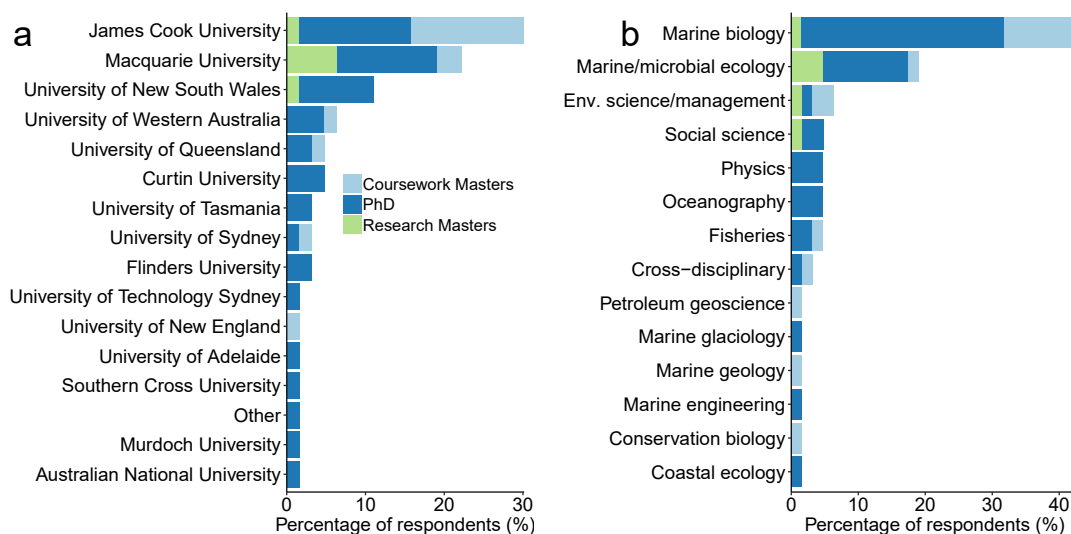 a
James Cook University
Macquarie University
University of New South Wales
University of Western Australia
University of Queensland
Curtin University
University of Tasmania
University of Sydney
Flinders University
University of Technology Sydney
University of New England
University of Adelaide
Southern Cross University
Other
Murdoch University
Australian National University
Coursework Masters
PhD
Research Masters
0 10 20 30
Percentage of respondents (%)
b
Marine biology
Marine/microbial ecology
Env. science/management
Social science
Physics
Oceanography
Fisheries
Cross−disciplinary
Petroleum geoscience
Marine glaciology
Marine geology
Marine engineering
Conservation biology
Coastal ecology
0 10 20 30 40
Percentage of respondents (%)